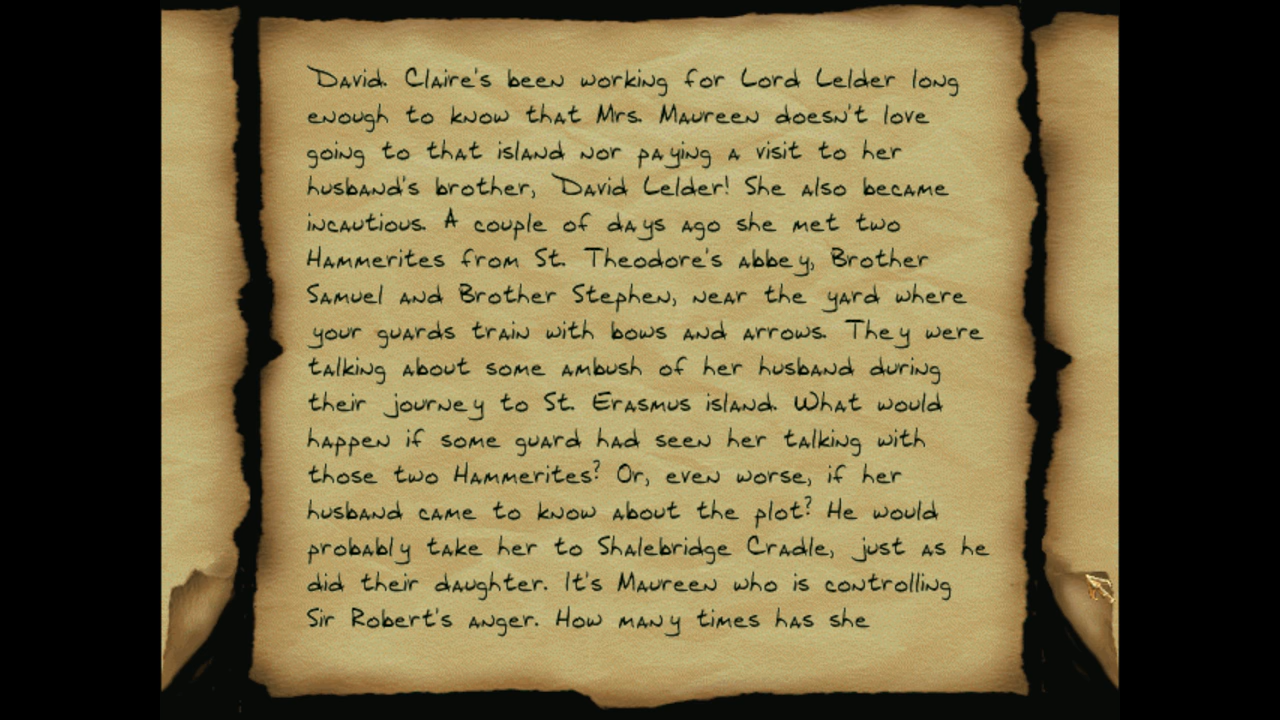 David. Claire's been working for Lord Lelder long
enough to know that Mrs. Maureen doesn't love
going to that island nor paying a visit to her
husband's brother, David Lelder! She also became
incautious. A couple of days ago she met two
Hammerites from St. Theodore's abbey, Brother
Samuel and Brother Stephen, near the yard where
your guards train with bows and arrows. They were
talking about some ambush of her husband during
their journey to St. Erasmus island. What would
happen if some guard had seen her talking with
those two Hammerites? Or, even worse, if her
husband came to know about the plot? He would
probably take her to Shalebridge Cradle, just as he
did their daughter. It's Maureen who is controlling
Sir Robert's anger. How many times has she